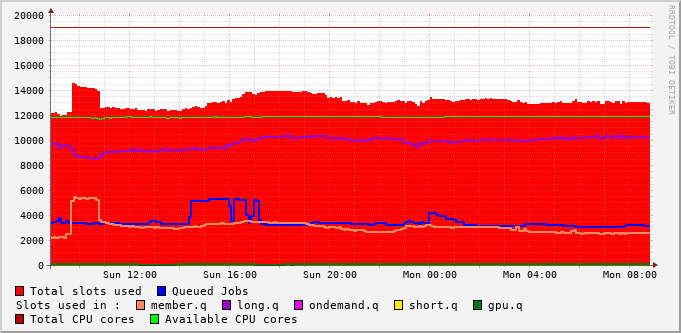 20000
18000
16000
14000
12000
10000
8000
6000
4000
2000
0
Sun 12:00 Sun 16:00 Sun 20:00 Mon 00:00 Mon 04:00 Mon 08:00
RRDTOOL / TOBI OETIKER
Total slots used Queued Jobs
Slots used in : member.q long.q ondemand.q short.q gpu.q
Total CPU cores Available CPU cores